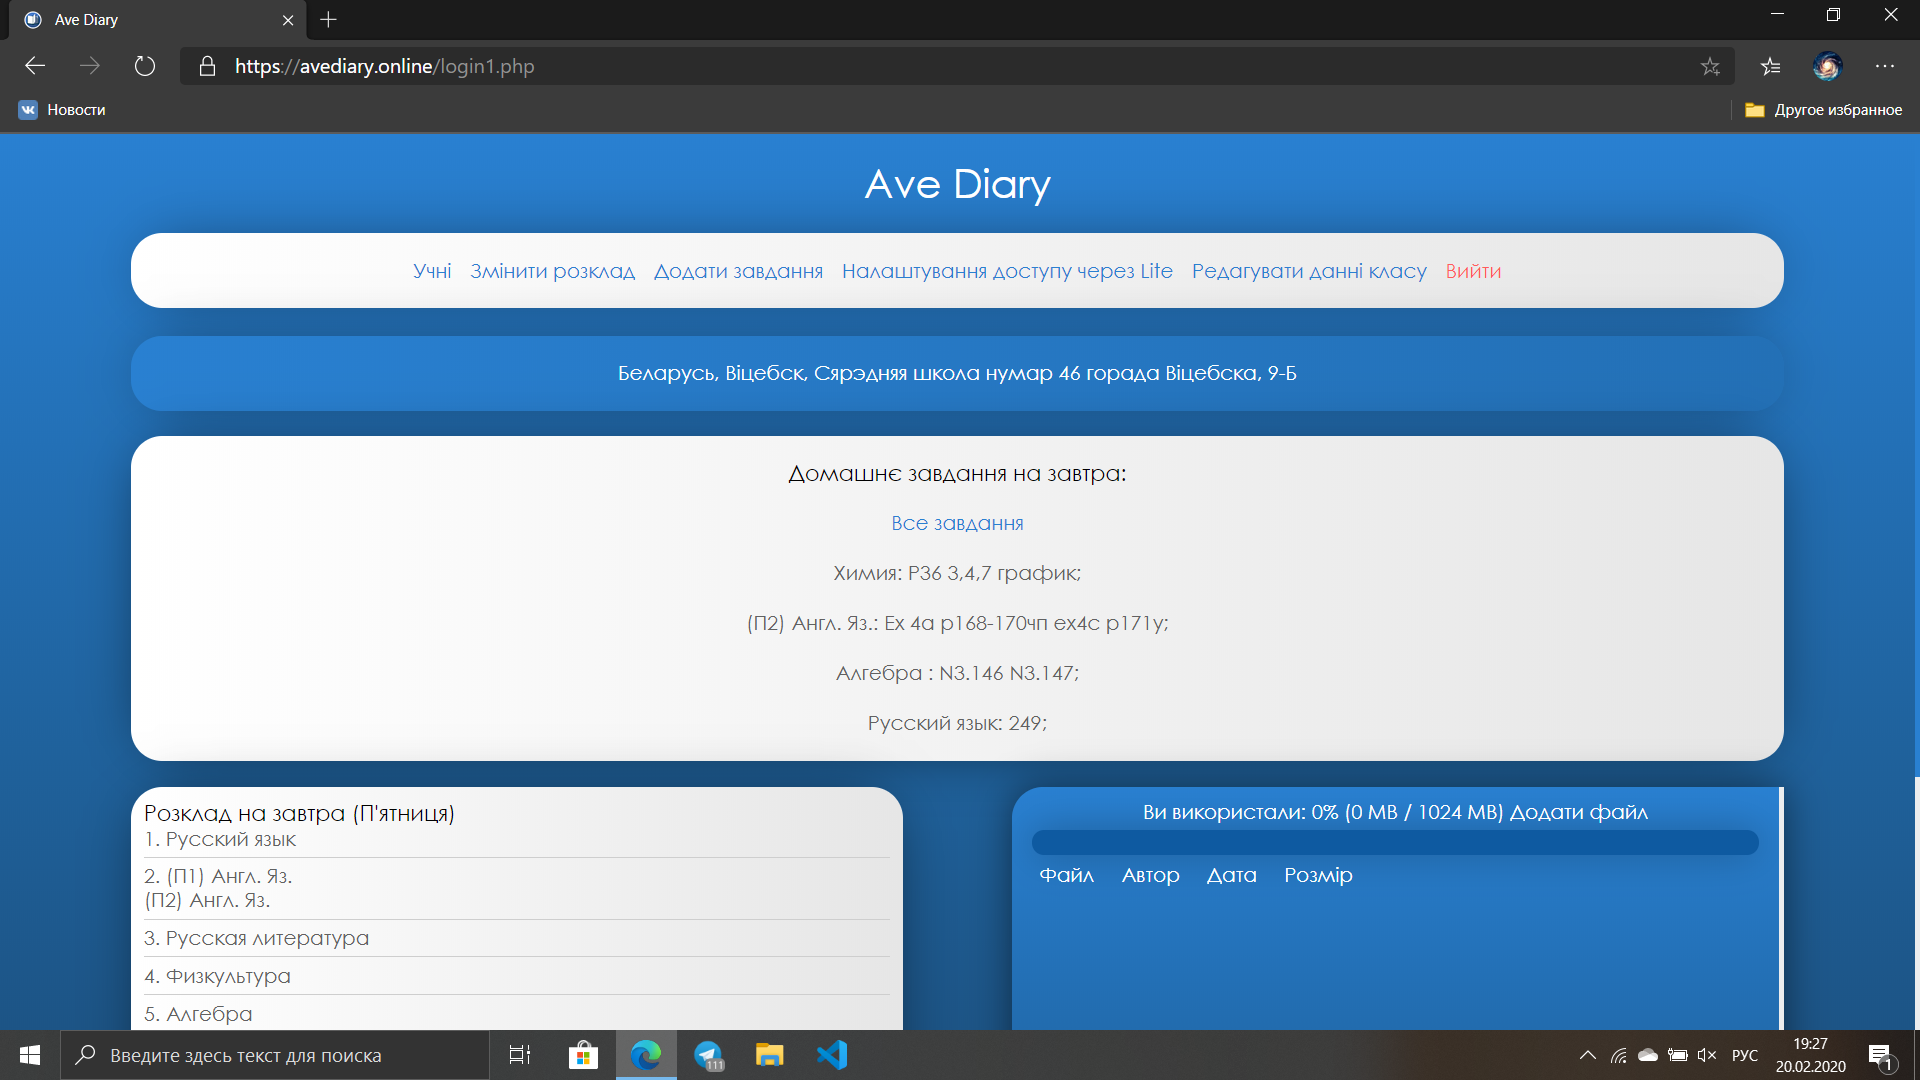 Ave Diary
https://avediary.online/login1.php
Новости
Другое избранное
Ave Diary
Учні Змінити розклад Додати завдання Налаштування доступу через Lite Редагувати данні класу Вийти
Беларусь, Віцебск, Сярэдняя школа нумар 46 горада Віцебска, 9-Б
Домашнє завдання на завтра:
Все завдання
Химия: Р36 3,4,7 график;
(П2) Англ. Яз.: Ex 4a p168-170чп ex4c p171y;
Алгебра : N3.146 N3.147;
Русский язык: 249;
Розклад на завтра (П'ятниця)
1. Русский язык
2. (П1) Англ. Яз.
(П2) Англ. Яз.
3. Русская литература
4. Физкультура
5. Алгебра
Ви використали: 0% (0 MB / 1024 MB) Додати файл
Файл Автор Дата Розмір
Введите здесь текст для поиска
111
РУС
19:27
20.02.2020
1